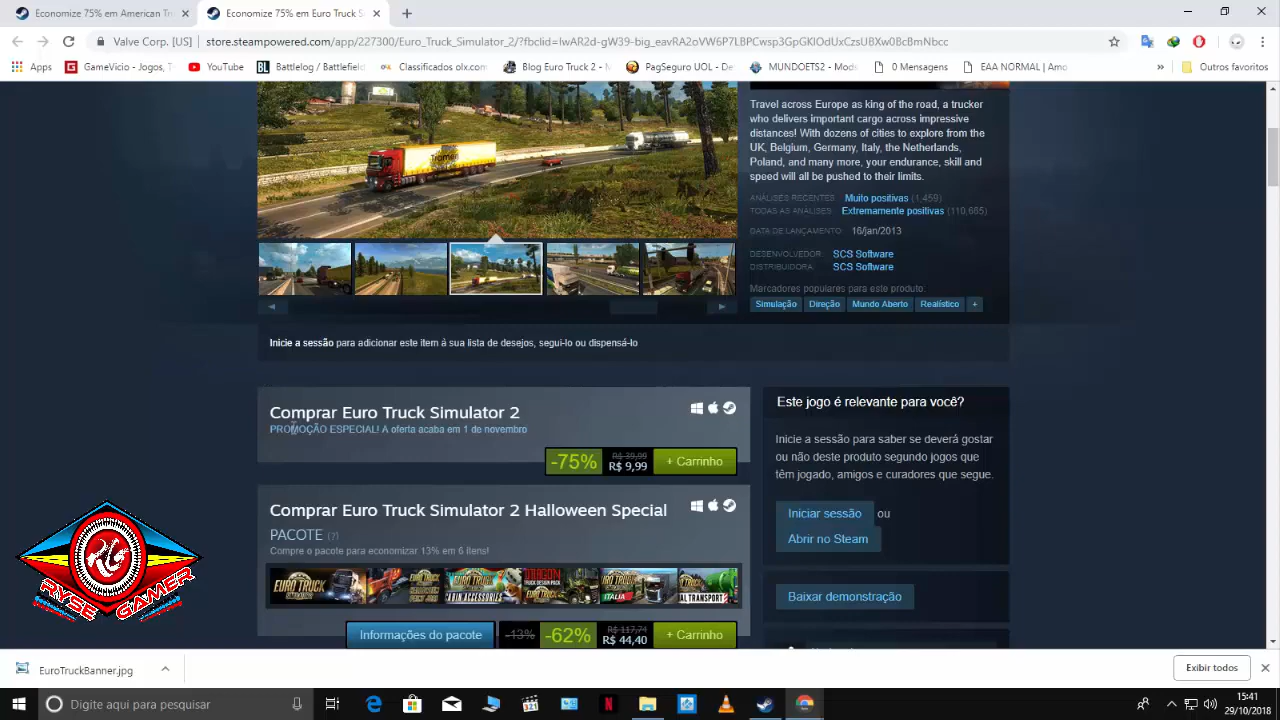 Economize 75% em American Tr
Economize 75% em Euro Truck S
Valve Corp. [US]
store.steampowered.com/app/227300/Euro_Truck_Simulator_2/?fbclid=IwAR2d-gW39-big_eavRA2oVW6P7LBPCwsp3GpGKIOdUxCzsUBXw0BcBmNbcc
Apps
GameVicio - Jogos, T
YouTube
Battlelog / Battlefield
Classificados olx.com
Blog Euro Truck 2 - N
PagSeguro UOL - De
MUNDOETS2 - Mods
0 Mensagens
EAA NORMAL | Amo
»
Outros favoritos
Travel across Europe as king of the road, a trucker
who delivers important cargo across impressive
distances! With dozens of cities to explore from the
UK, Belgium, Germany, Italy, the Netherlands,
Poland, and many more, your endurance, skill and
speed will all be pushed to their limits.
ANÁLISES RECENTES Muito positivas (1,459)
TODAS AS ANÁLISES Extremamente positivas (110,665)
DATA DE LANÇAMENTO: 16/jan/2013
DESENVOLVEDOR: SCS Software
DISTRIBUIDORA: SCS Software
Marcadores populares para este produto:
Simulação Direção Mundo Aberto Realístico +
Inicie a sessão para adicionar este item à sua lista de desejos, segui-lo ou dispensá-lo
Comprar Euro Truck Simulator 2
PROMOÇÃO ESPECIAL! A oferta acaba em 1 de novembro
-75% R$ 39,99 R$ 9,99 + Carrinho
Comprar Euro Truck Simulator 2 Halloween Special
PACOTE (?)
Compre o pacote para economizar 13% em 6 itens!
EURO TRUCK
ITALIA
Informações do pacote -13% -62% R$ 117,74 R$ 44,40 + Carrinho
Este jogo é relevante para você?
Inicie a sessão para saber se deverá gostar
ou não deste produto segundo jogos que
têm jogado, amigos e curadores que segue.
Iniciar sessão ou
Abrir no Steam
Baixar demonstração
RG
RYSE GAMER
EuroTruckBanner.jpg
Exibir todos
Digite aqui para pesquisar
15:41
29/10/2018